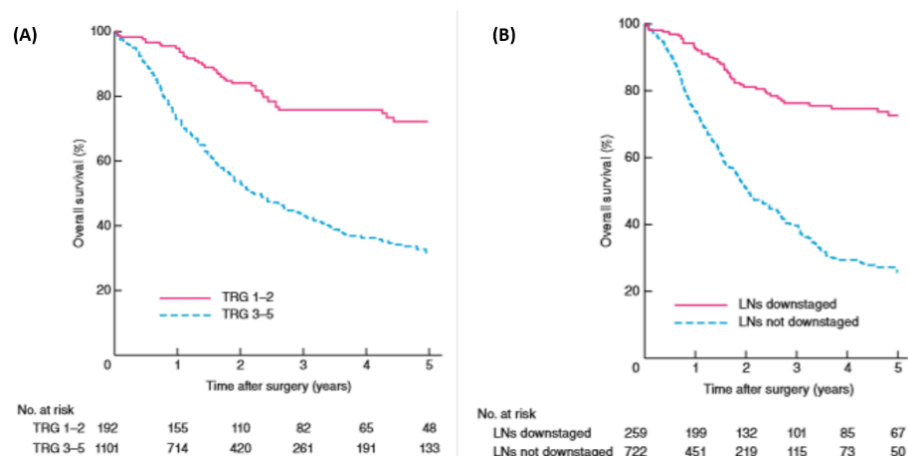 (A)
Overall survival (%)
100
80
60
40
20
0
TRG 1–2
TRG 3–5
1 2 3 4 5
Time after surgery (years)
No. at risk
TRG 1–2 192 155 110 82 65 48
TRG 3–5 1101 714 420 261 191 133
(B)
Overall survival (%)
100
80
60
40
20
0
LNs downstaged
LNs not downstaged
1 2 3 4 5
Time after surgery (years)
No. at risk
LNs downstaged 259 199 132 101 85 67
LNs not downstaged 722 451 219 115 73 50